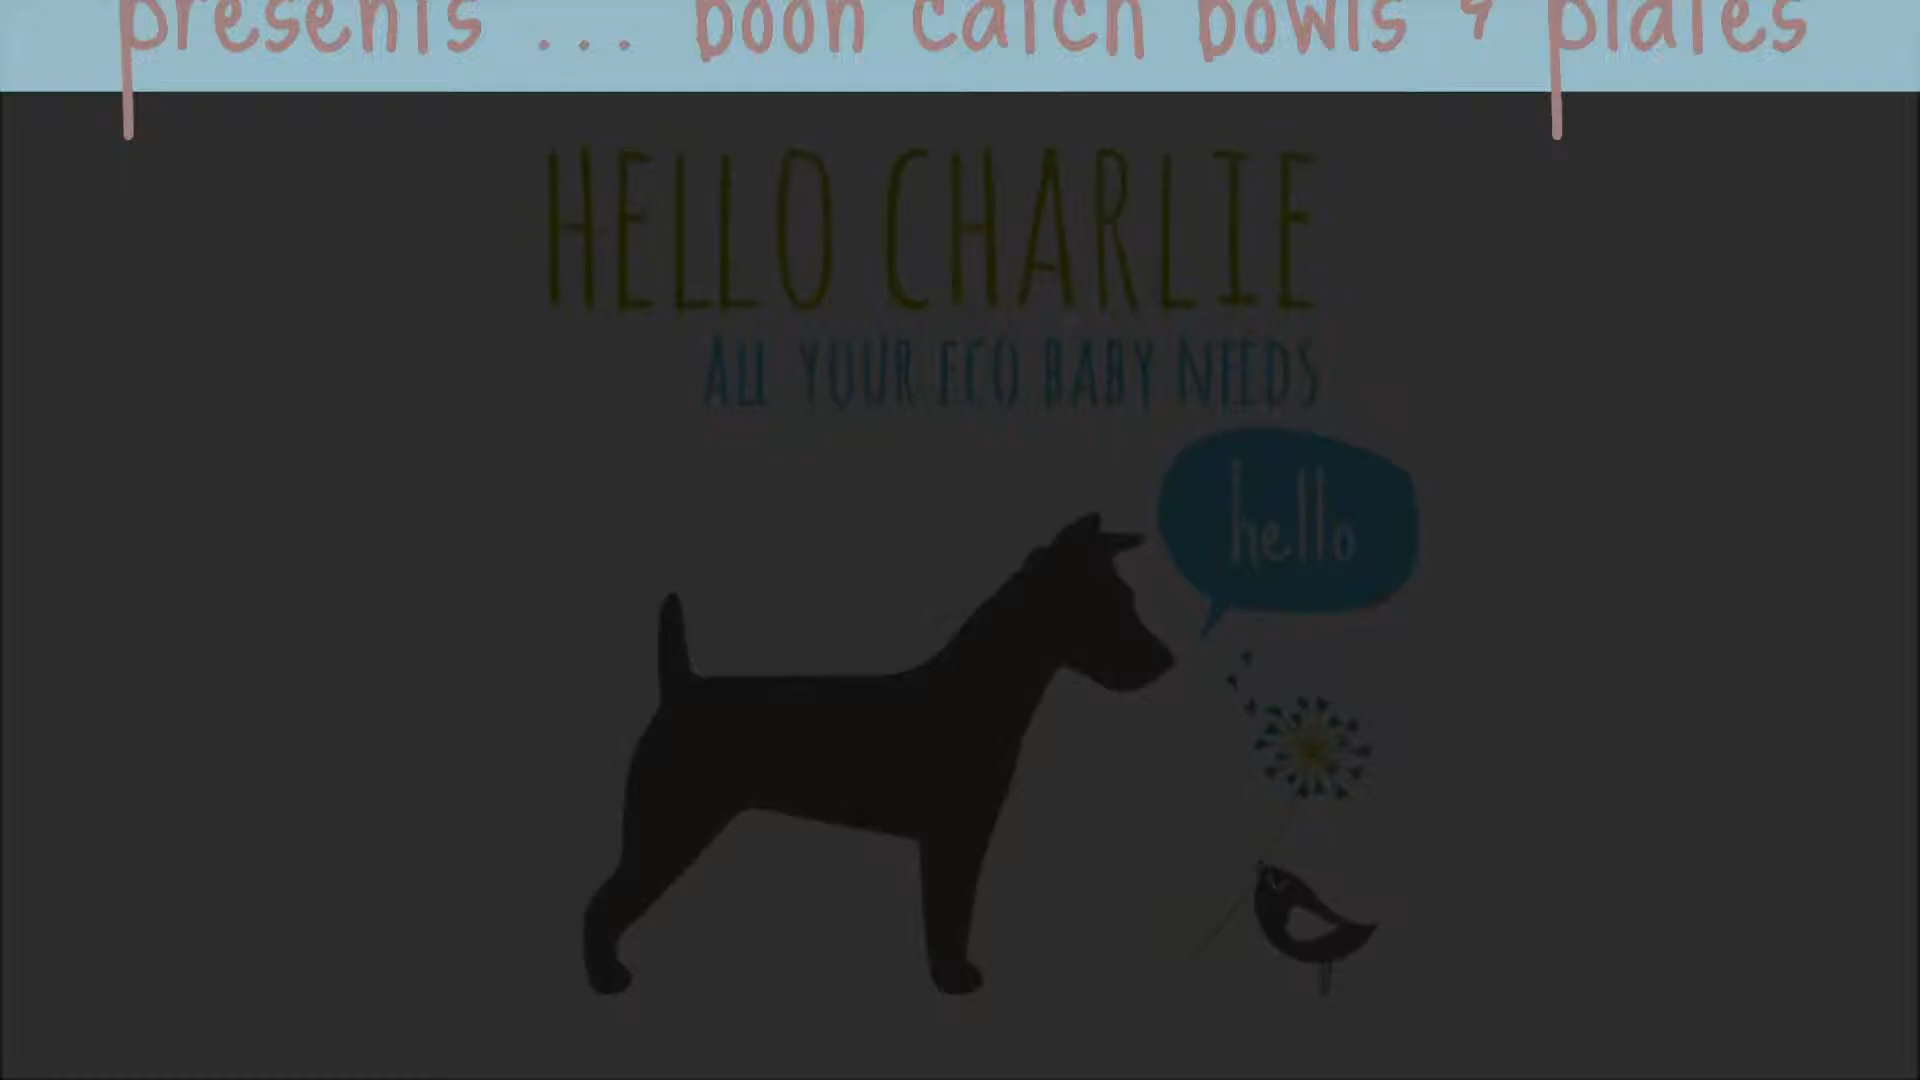 presents ... boon catch bowls & plates
HELLO CHARLIE
ALL YOUR ECO BABY NEEDS
hello